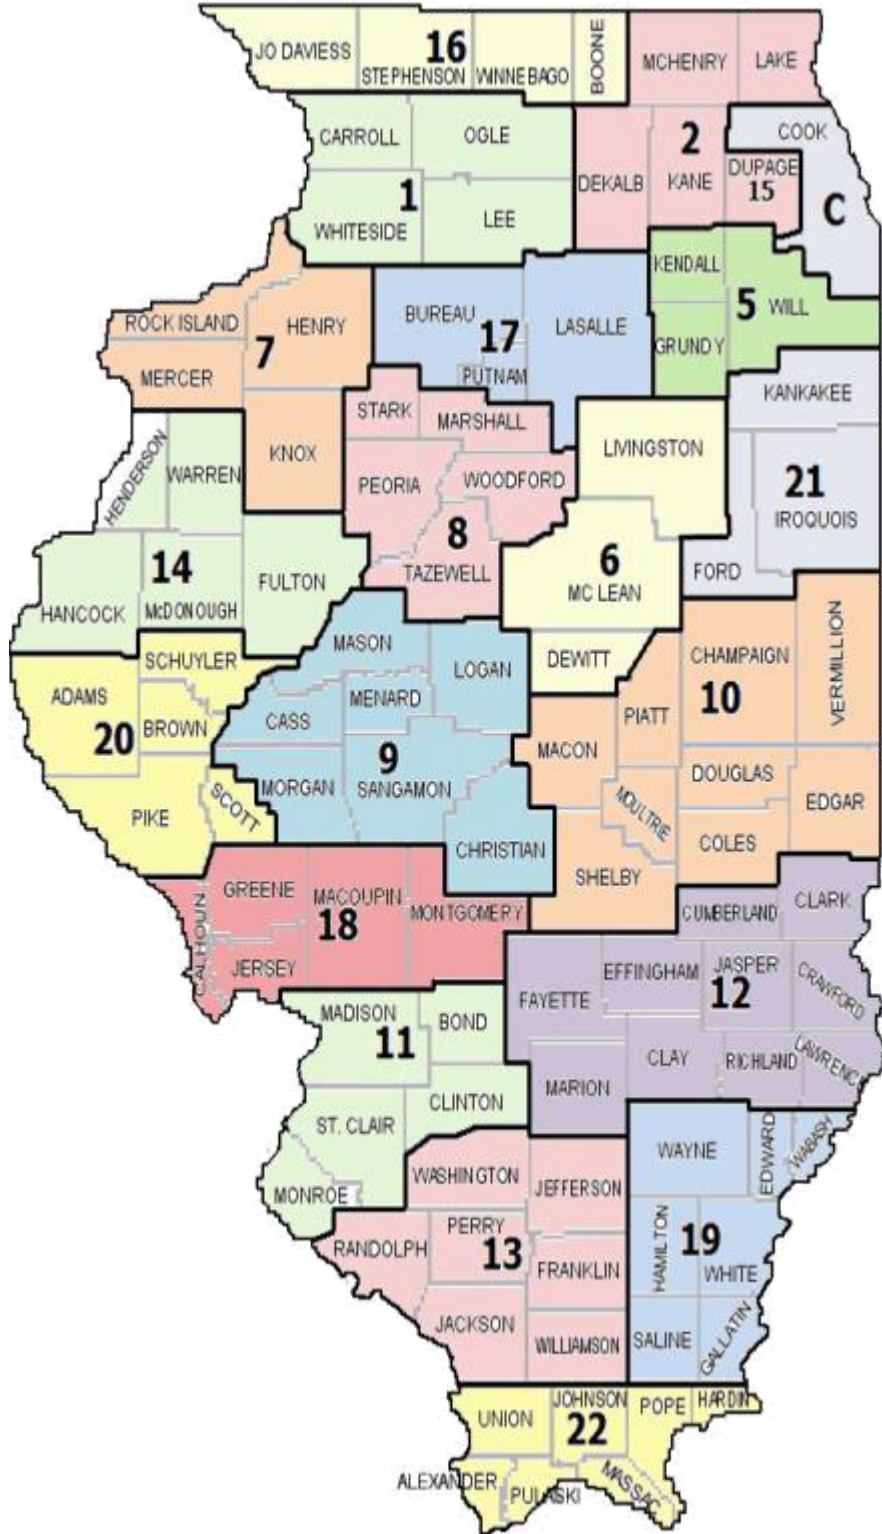 JO DAVIESS
16
STEPHENSON
WINNEBAGO
BOONE
MCHENRY
LAKE
CARROLL
OGLE
1
WHITESIDE
LEE
DEKALB
2
KANE
COOK
DUPAGE
15
C
ROCK ISLAND
HENRY
7
MERCER
KNOX
BUREAU
17
PUTNAM
LASALLE
KENDALL
5
WILL
GRUNDY
KANKAKEE
STARK
MARSHALL
PEORIA
WOODFORD
8
TAZEWELL
LIVINGSTON
6
MC LEAN
DEWITT
21
IROQUOIS
FORD
HENDERSON
WARREN
14
HANCOCK
MCDONOUGH
FULTON
SCHUYLER
ADAMS
20
BROWN
PIKE
SCOTT
MASON
LOGAN
MENARD
CASS
9
MORGAN
SANGAMON
CHRISTIAN
CHAMPAIGN
VERMILLION
PIATT
10
MACON
DOUGLAS
MOULTRIE
EDGAR
COLES
SHELBY
GREENE
MACOUPIN
MONTGOMERY
18
CALHOUN
JERSEY
CUMBERLAND
CLARK
EFFINGHAM
JASPER
CRAWFORD
FAYETTE
12
CLAY
RICHLAND
LAWRENCE
MARION
MADISON
BOND
11
CLINTON
ST. CLAIR
MONROE
WASHINGTON
JEFFERSON
PERRY
RANDOLPH
13
FRANKLIN
JACKSON
WILLIAMSON
WAYNE
EDWARD
WABASH
HAMILTON
19
WHITE
SALINE
GALLATIN
UNION
JOHNSON
22
POPE
HARDIN
ALEXANDER
PULASKI
MASSAC